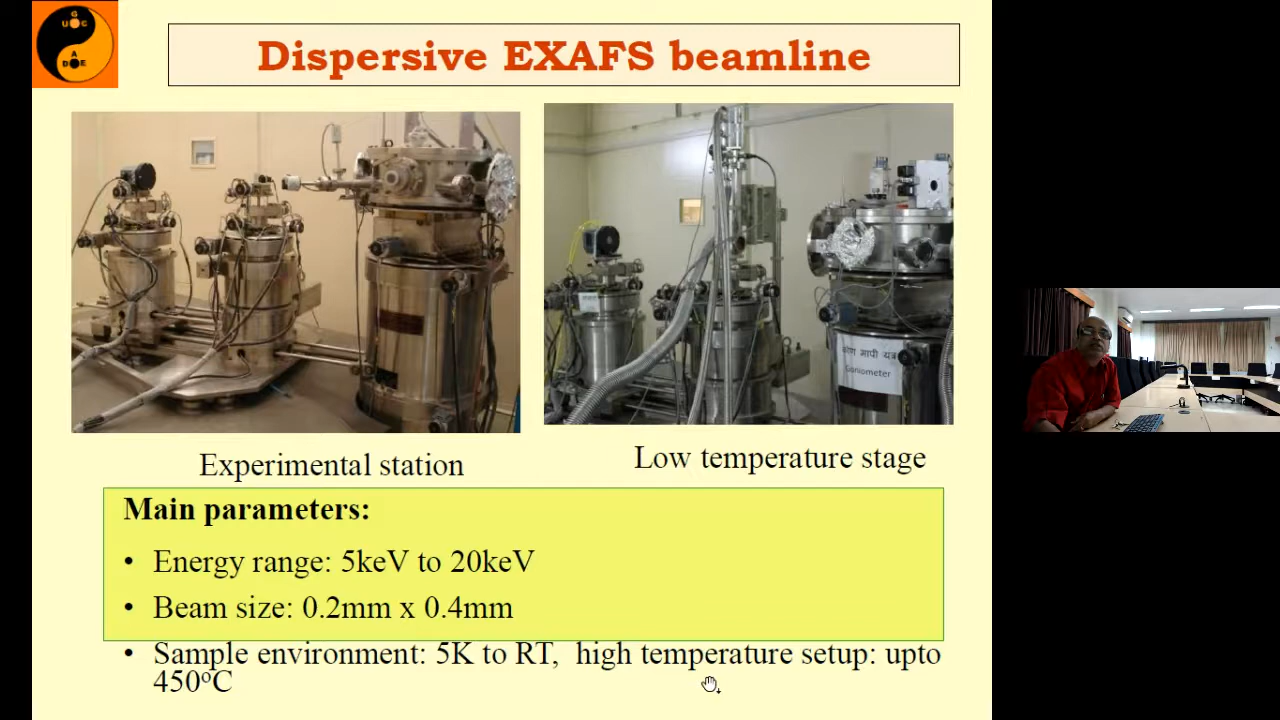 G
U G C
A
D E
Dispersive EXAFS beamline
कोण मापी यंत्र
Goniometer
Experimental station
Low temperature stage
Main parameters:
• Energy range: 5keV to 20keV
• Beam size: 0.2mm x 0.4mm
• Sample environment: 5K to RT, high temperature setup: upto
450°C